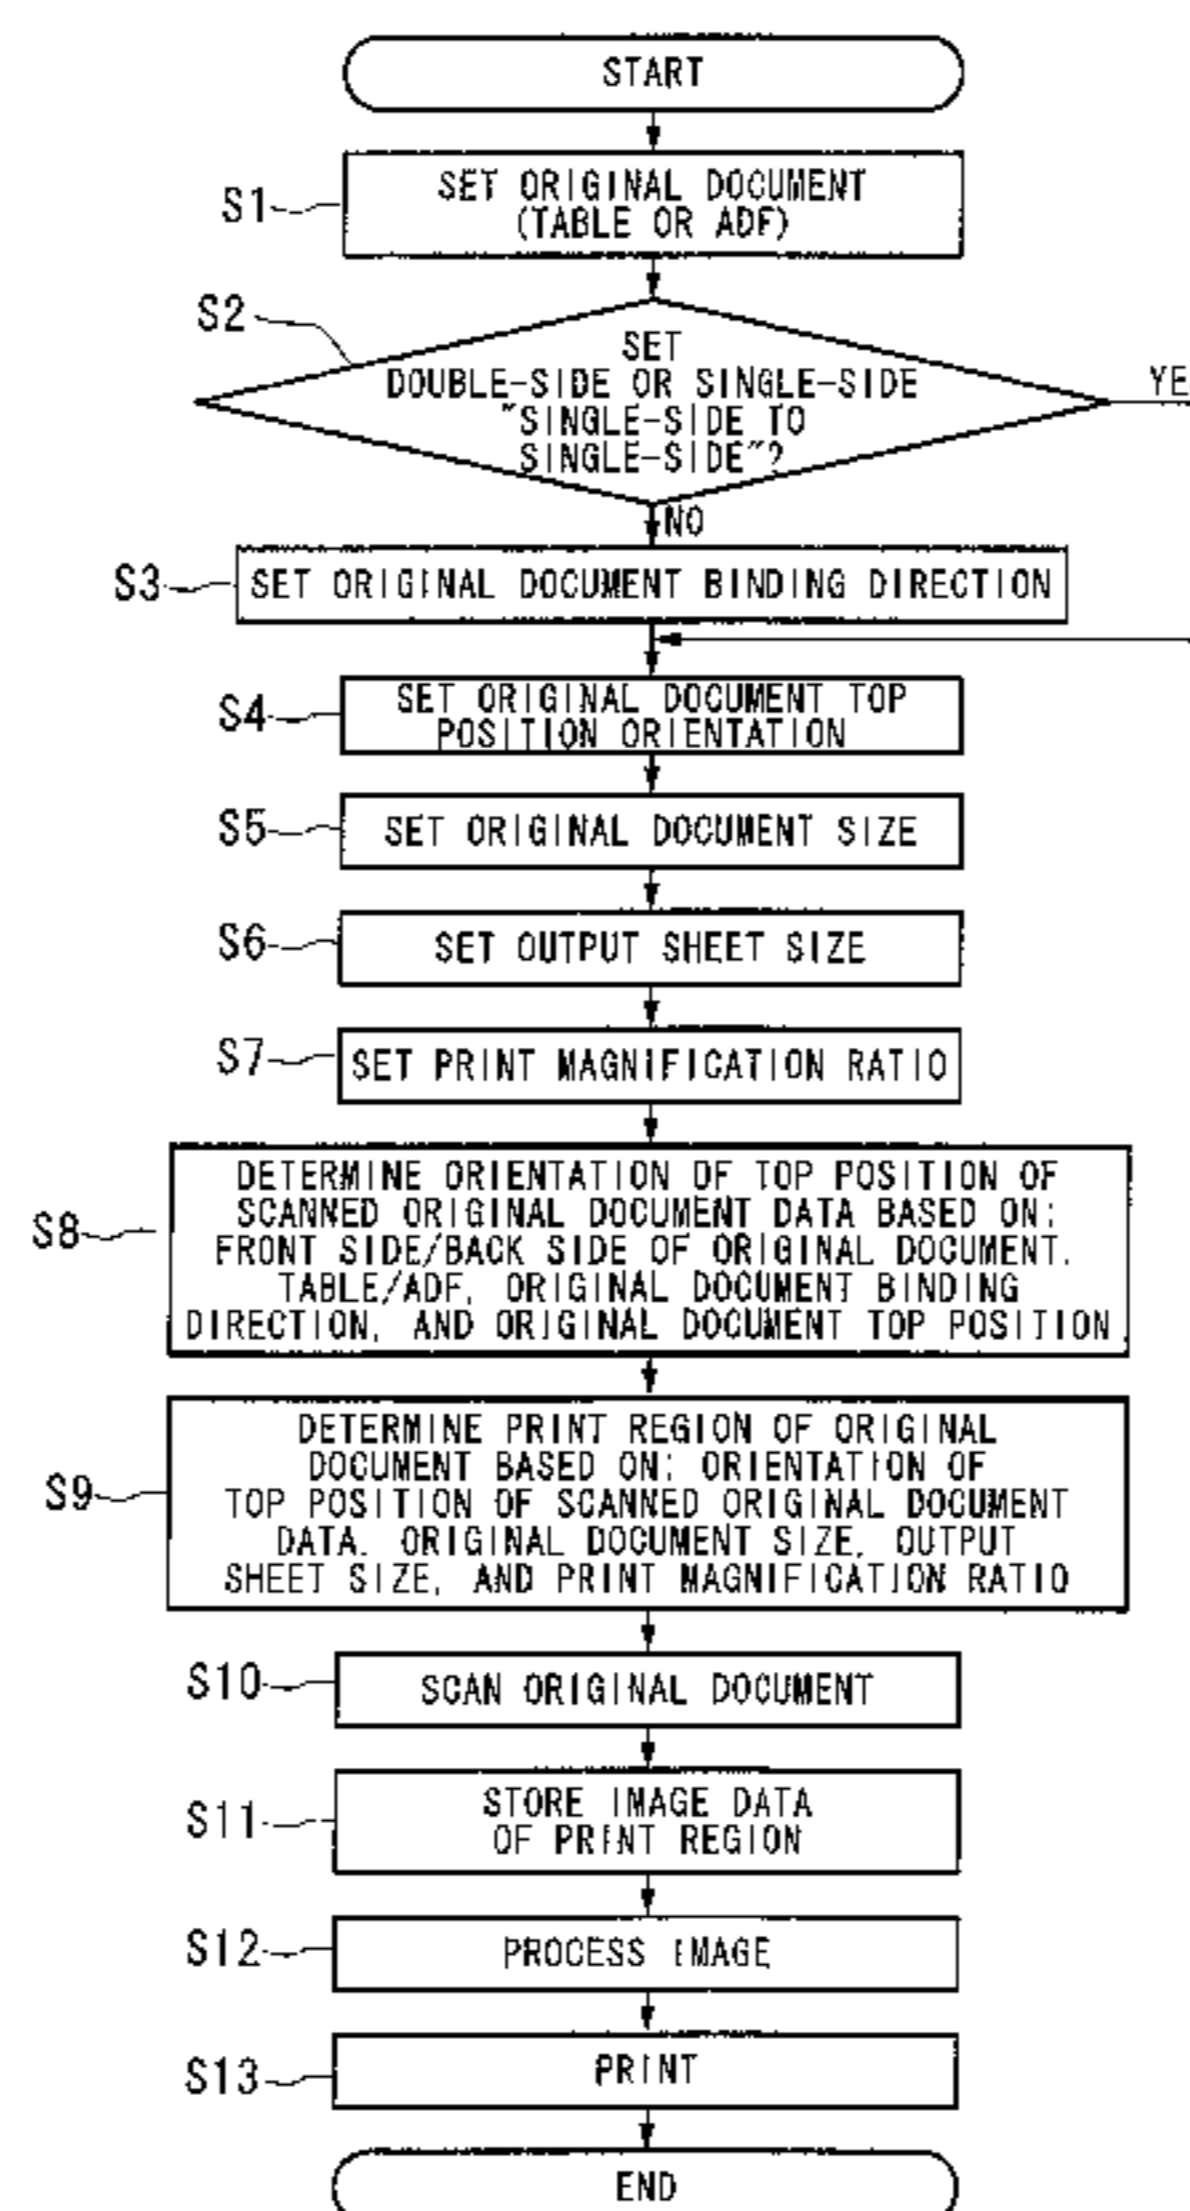 START
S1
SET ORIGINAL DOCUMENT
(TABLE OR ADF)
S2
SET
DOUBLE-SIDE OR SINGLE-SIDE
"SINGLE-SIDE TO
SINGLE-SIDE"?
YE
NO
S3
SET ORIGINAL DOCUMENT BINDING DIRECTION
S4
SET ORIGINAL DOCUMENT TOP
POSITION ORIENTATION
S5
SET ORIGINAL DOCUMENT SIZE
S6
SET OUTPUT SHEET SIZE
S7
SET PRINT MAGNIFICATION RATIO
S8
DETERMINE ORIENTATION OF TOP POSITION OF
SCANNED ORIGINAL DOCUMENT DATA BASED ON:
FRONT SIDE/BACK SIDE OF ORIGINAL DOCUMENT,
TABLE/ADF, ORIGINAL DOCUMENT BINDING
DIRECTION, AND ORIGINAL DOCUMENT TOP POSITION
S9
DETERMINE PRINT REGION OF ORIGINAL
DOCUMENT BASED ON: ORIENTATION OF
TOP POSITION OF SCANNED ORIGINAL DOCUMENT
DATA, ORIGINAL DOCUMENT SIZE, OUTPUT
SHEET SIZE, AND PRINT MAGNIFICATION RATIO
S10
SCAN ORIGINAL DOCUMENT
S11
STORE IMAGE DATA
OF PRINT REGION
S12
PROCESS IMAGE
S13
PRINT
END